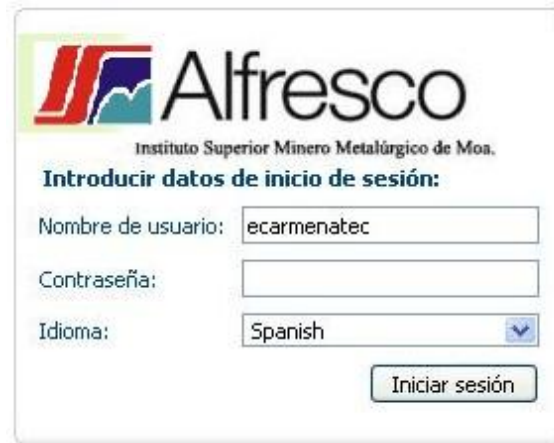 Alfresco
Instituto Superior Minero Metalúrgico de Moa.
Introducir datos de inicio de sesión:
Nombre de usuario: ecarmenatec
Contraseña:
Idioma: Spanish
Iniciar sesión